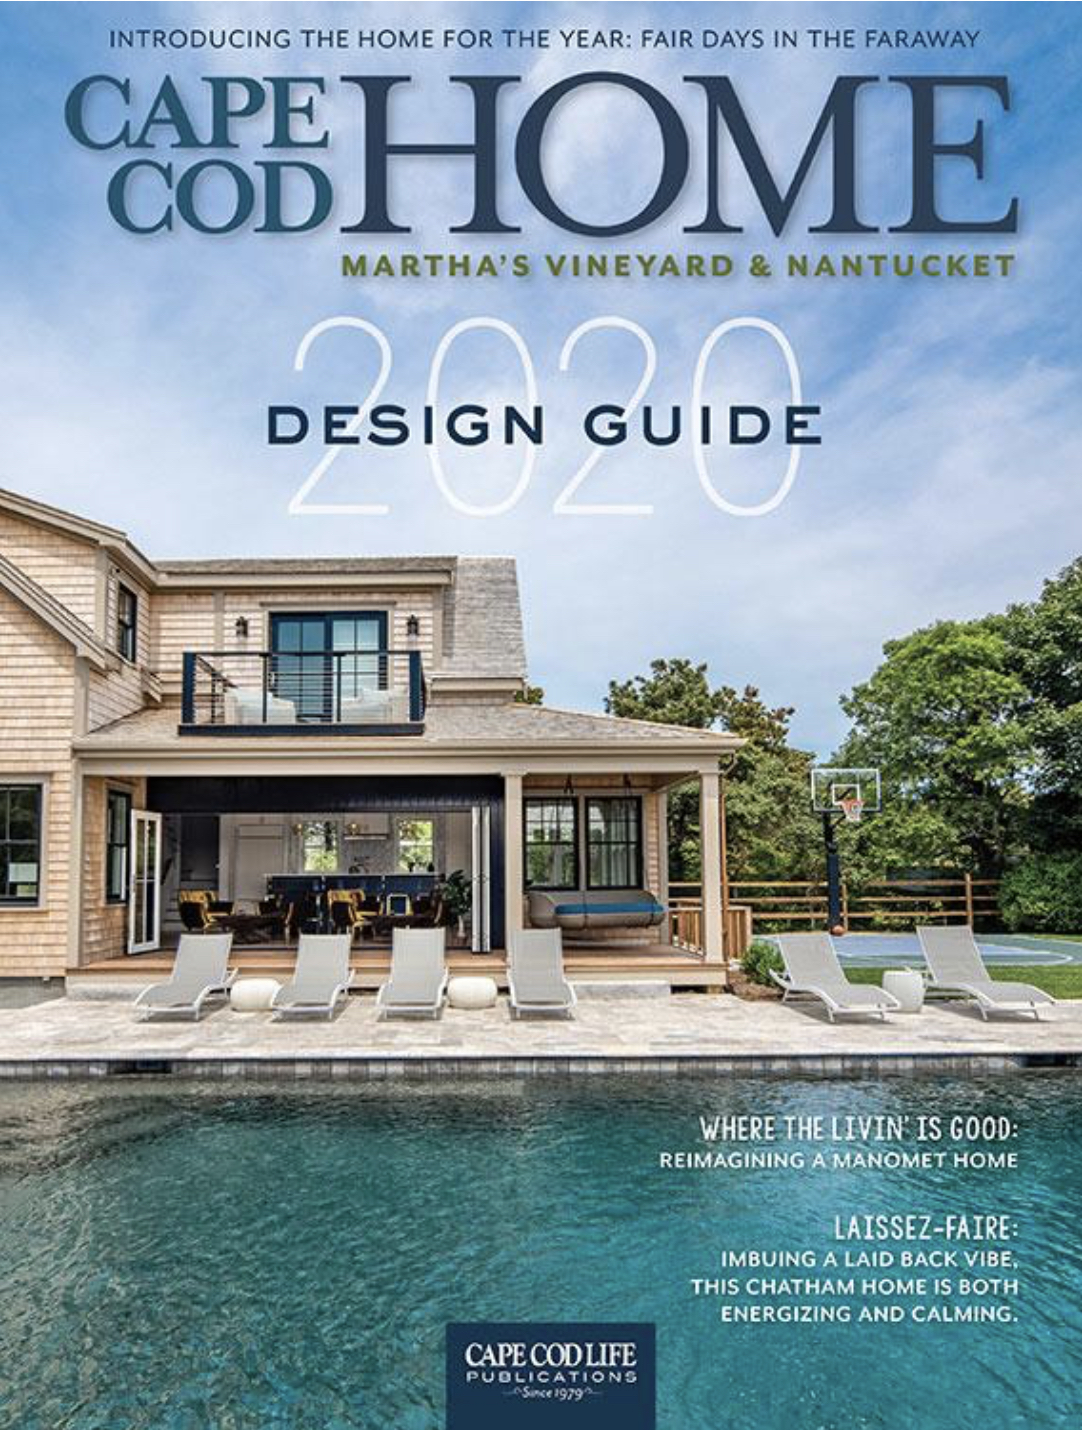 INTRODUCING THE HOME FOR THE YEAR: FAIR DAYS IN THE FARAWAY
CAPE COD HOME
MARTHA'S VINEYARD & NANTUCKET
2020
DESIGN GUIDE
WHERE THE LIVIN' IS GOOD:
REIMAGINING A MANOMET HOME
LAISSEZ-FAIRE:
IMBUING A LAID BACK VIBE,
THIS CHATHAM HOME IS BOTH
ENERGIZING AND CALMING.
CAPE COD LIFE
PUBLICATIONS
Since 1979